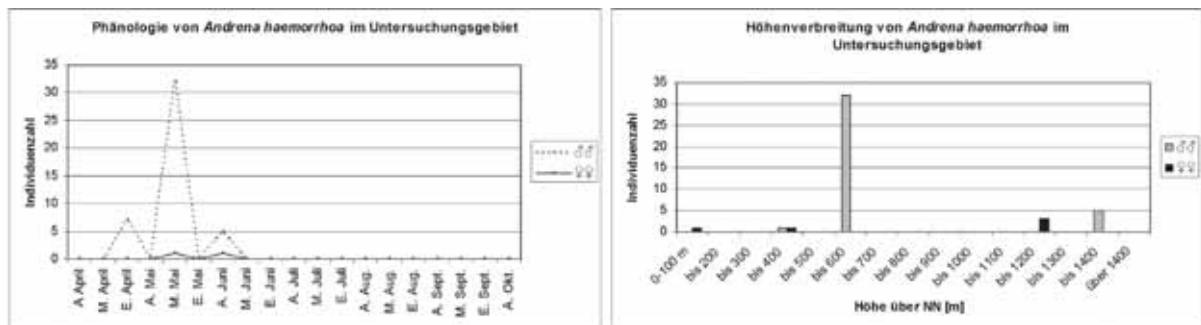 Phänologie von Andrena haemorrhoa im Untersuchungsgebiet
Individuenzahl
35
30
25
20
15
10
5
0
A. April
M. April
E. April
A. Mai
M. Mai
E. Mai
A. Juni
M. Juni
E. Juni
A. Juli
M. Juli
E. Juli
A. Aug.
M. Aug.
E. Aug.
A. Sept.
M. Sept.
E. Sept.
A. Okt.
♂♂
♀♀
Höhenverbreitung von Andrena haemorrhoa im
Untersuchungsgebiet
Individuenzahl
35
30
25
20
15
10
5
0
0-100 m
bis 200
bis 300
bis 400
bis 500
bis 600
bis 700
bis 800
bis 900
bis 1000
bis 1100
bis 1200
bis 1300
bis 1400
über 1400
Höhe über NN [m]
♂♂
♀♀